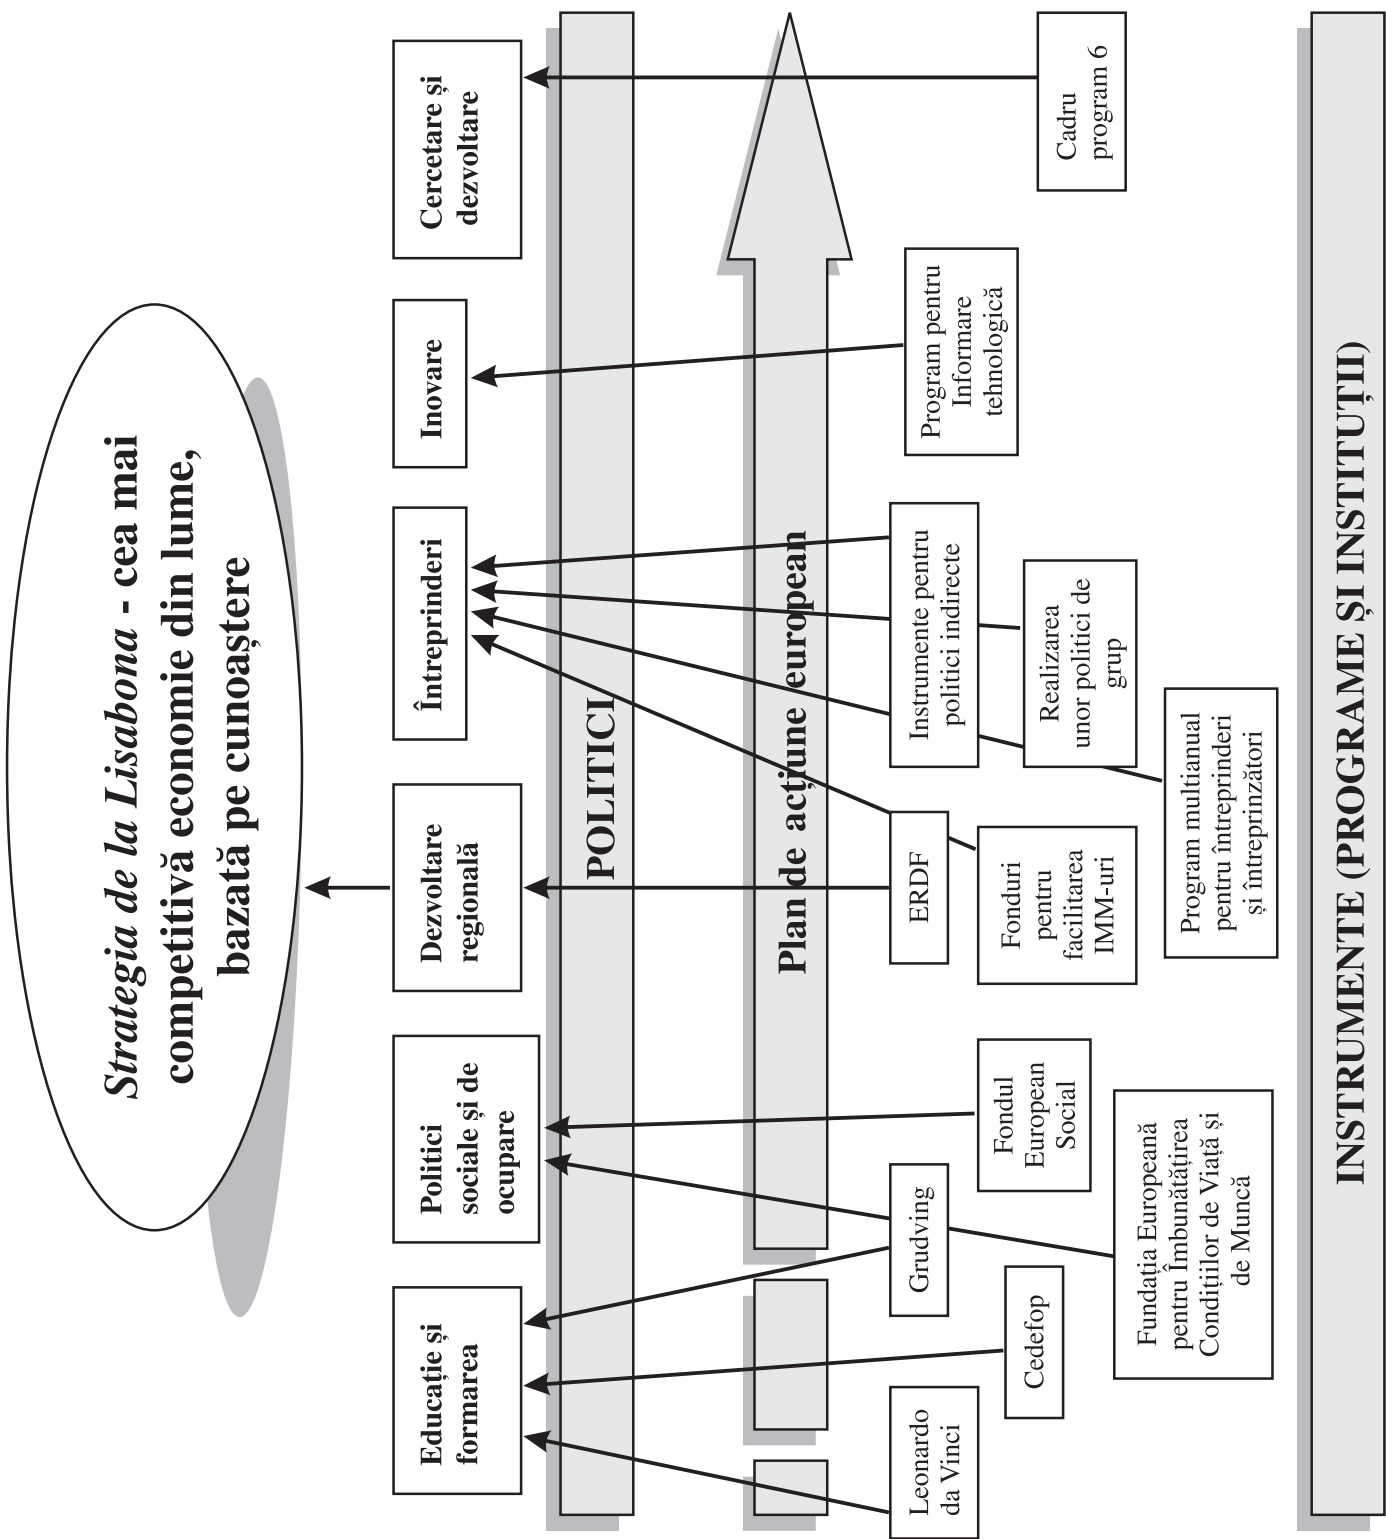 Strategia de la Lisabona - cea mai
competitivă economie din lume,
bazată pe cunoaștere
Educație și
formarea
Politici
sociale și de
ocupare
Dezvoltare
regională
Întreprinderi
Inovare
Cercetare și
dezvoltare
POLITICI
Plan de acțiune european
Leonardo
da Vinci
Cedefop
Grudving
Fondul
European
Social
Fundația Europeană
pentru Îmbunătățirea
Condițiilor de Viață și
de Muncă
ERDF
Fonduri
pentru
facilitarea
IMM-uri
Instrumente pentru
politici indirecte
Realizarea
unor politici de
grup
Program multianual
pentru întreprinderi
și întreprinzători
Program pentru
Informare
tehnologică
Cadru
program 6
INSTRUMENTE (PROGRAME ȘI INSTITUȚII)